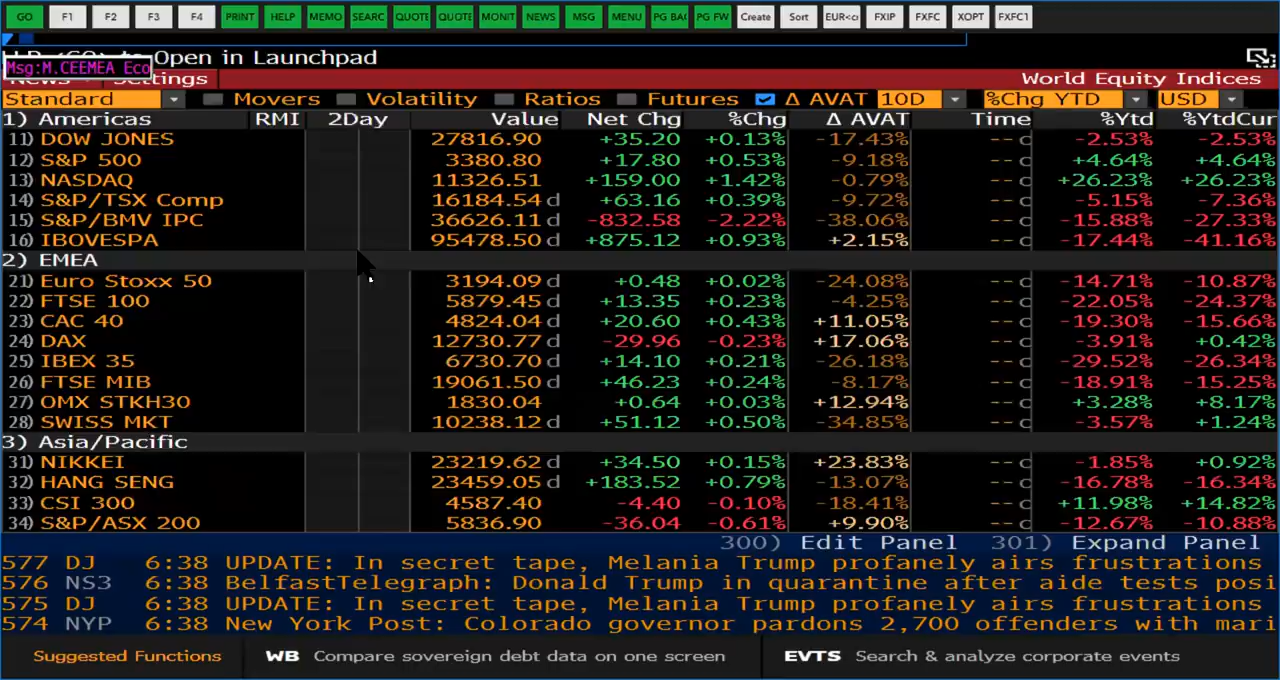 GO F1 F2 F3 F4 PRINT HELP MEMO SEARC QUOTE QUOTE MONIT NEWS MSG MENU PG BA PG FW Create Sort EUR<c FXIP FXFC XOPT FXFC1
to Open in Launchpad
Msg:M.CEEMEA Eco
Settings World Equity Indices
Standard Movers Volatility Ratios Futures Δ AVAT 10D %Chg YTD USD
1) Americas RMI 2Day Value Net Chg %Chg Δ AVAT Time %Ytd %YtdCur
11) DOW JONES 27816.90 +35.20 +0.13% -17.43% -- c -2.53% -2.53%
12) S&P 500 3380.80 +17.80 +0.53% -9.18% -- c +4.64% +4.64%
13) NASDAQ 11326.51 +159.00 +1.42% -0.79% -- c +26.23% +26.23%
14) S&P/TSX Comp 16184.54 d +63.16 +0.39% -9.72% -- c -5.15% -7.36%
15) S&P/BMV IPC 36626.11 d -832.58 -2.22% -38.06% -- c -15.88% -27.33%
16) IBOVESPA 95478.50 d +875.12 +0.93% +2.15% -- c -17.44% -41.16%
2) EMEA
21) Euro Stoxx 50 3194.09 d +0.48 +0.02% -24.08% -- c -14.71% -10.87%
22) FTSE 100 5879.45 d +13.35 +0.23% -4.25% -- c -22.05% -24.37%
23) CAC 40 4824.04 d +20.60 +0.43% +11.05% -- c -19.30% -15.66%
24) DAX 12730.77 d -29.96 -0.23% +17.06% -- c -3.91% +0.42%
25) IBEX 35 6730.70 d +14.10 +0.21% -26.18% -- c -29.52% -26.34%
26) FTSE MIB 19061.50 d +46.23 +0.24% -8.17% -- c -18.91% -15.25%
27) OMX STKH30 1830.04 d +0.64 +0.03% +12.94% -- c +3.28% +8.17%
28) SWISS MKT 10238.12 d +51.12 +0.50% -34.85% -- c -3.57% +1.24%
3) Asia/Pacific
31) NIKKEI 23219.62 d +34.50 +0.15% +23.83% -- c -1.85% +0.92%
32) HANG SENG 23459.05 d +183.52 +0.79% -13.07% -- c -16.78% -16.34%
33) CSI 300 4587.40 -4.40 -0.10% -18.41% -- c +11.98% +14.82%
34) S&P/ASX 200 5836.90 -36.04 -0.61% +9.90% -- c -12.67% -10.88%
300) Edit Panel 301) Expand Panel
577 DJ 6:38 UPDATE: In secret tape, Melania Trump profanely airs frustrations
576 NS3 6:38 BelfastTelegraph: Donald Trump in quarantine after aide tests posi
575 DJ 6:38 UPDATE: In secret tape, Melania Trump profanely airs frustrations
574 NYP 6:38 New York Post: Colorado governor pardons 2,700 offenders with mari
Suggested Functions WB Compare sovereign debt data on one screen EVTS Search & analyze corporate events